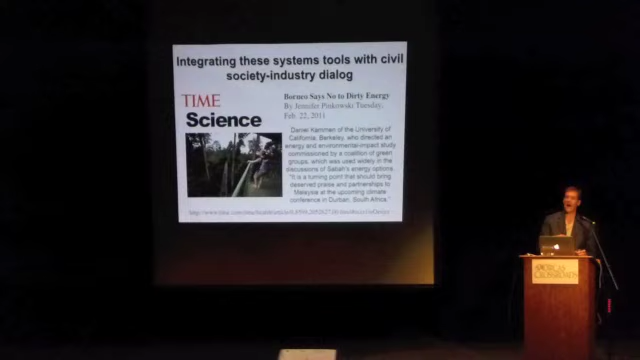 Integrating these systems tools with civil
society-industry dialog
TIME
Science
Borneo Says No to Dirty Energy
By Jennifer Pinkowski Tuesday,
Feb. 22, 2011
Daniel Kammen of the University of
California, Berkeley, who directed an
energy and environmental-impact study
commissioned by a coalition of green
groups, which was used widely in the
discussions of Sabah's energy options.
"It is a turning point that should bring
deserved praise and partnerships to
Malaysia at the upcoming climate
conference in Durban, South Africa."
AMERICAS
CROSSROADS